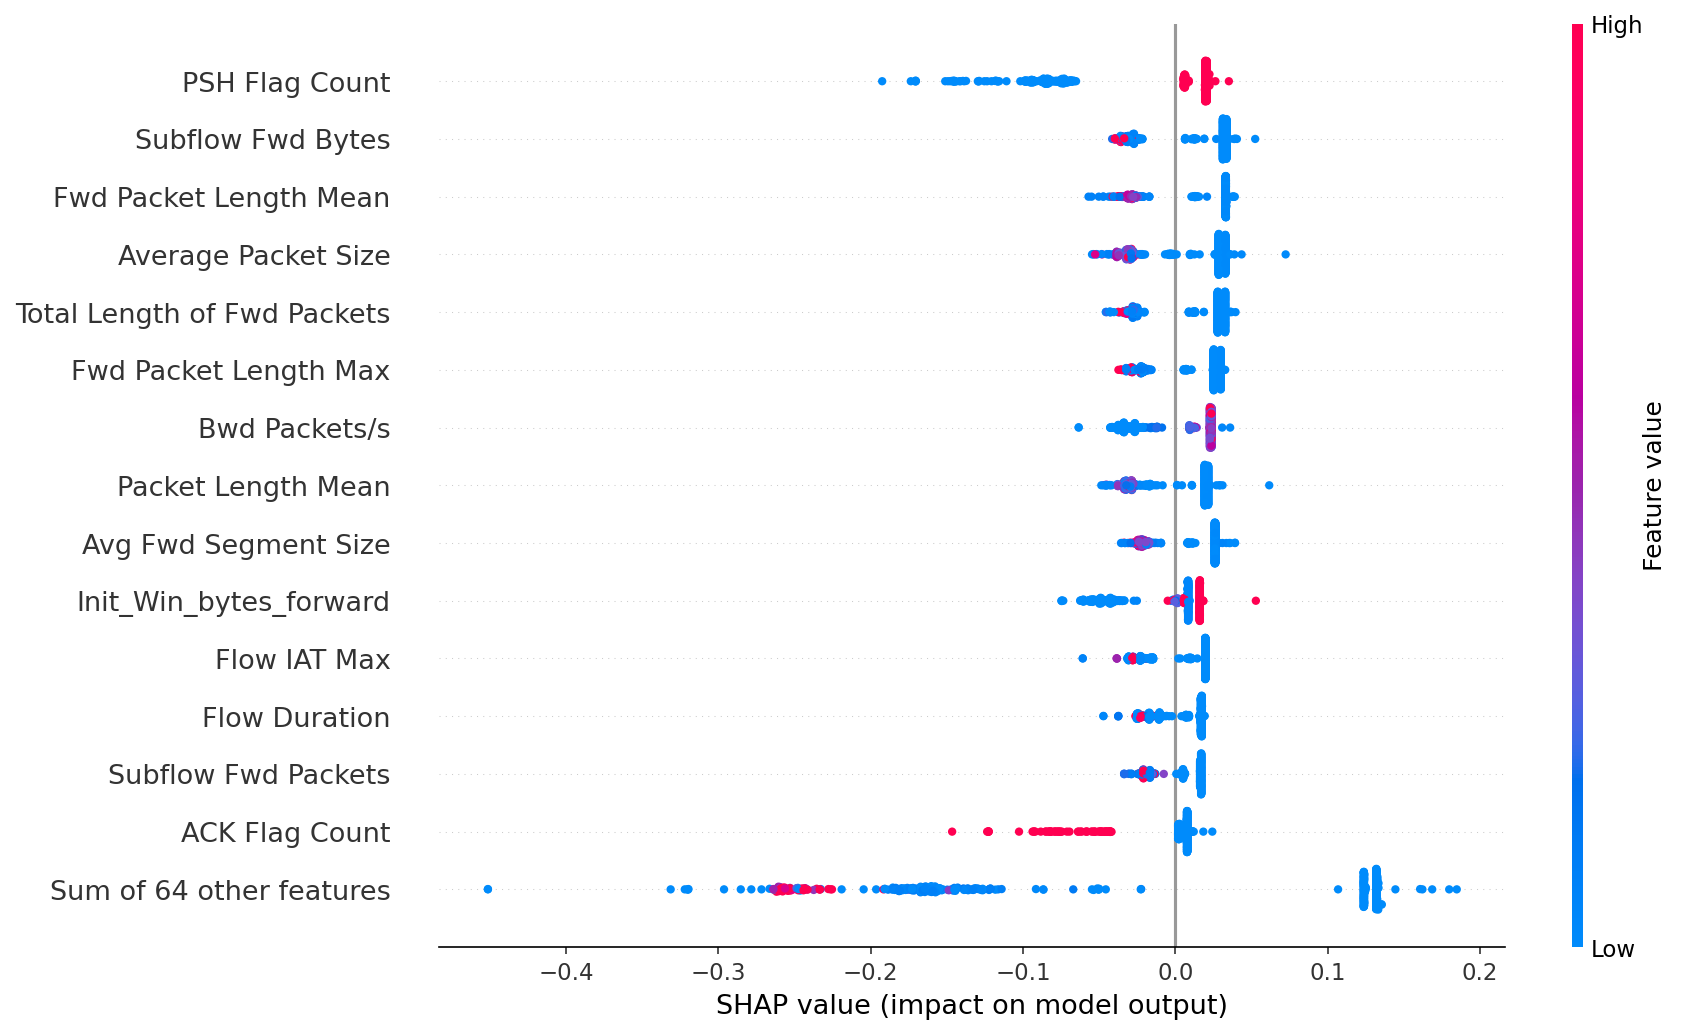 High
PSH Flag Count
Subflow Fwd Bytes
Fwd Packet Length Mean
Average Packet Size
Total Length of Fwd Packets
Fwd Packet Length Max
Bwd Packets/s
Packet Length Mean
Avg Fwd Segment Size
Init_Win_bytes_forward
Flow IAT Max
Flow Duration
Subflow Fwd Packets
ACK Flag Count
Sum of 64 other features
Feature value
Low
−0.4 −0.3 −0.2 −0.1 0.0 0.1 0.2
SHAP value (impact on model output)